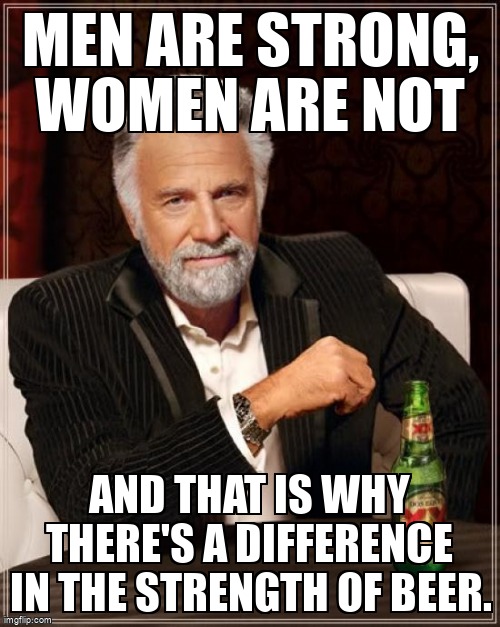 MEN ARE STRONG,
WOMEN ARE NOT
XX
AND THAT IS WHY
THERE'S A DIFFERENCE
IN THE STRENGTH OF BEER.
imgflip.com